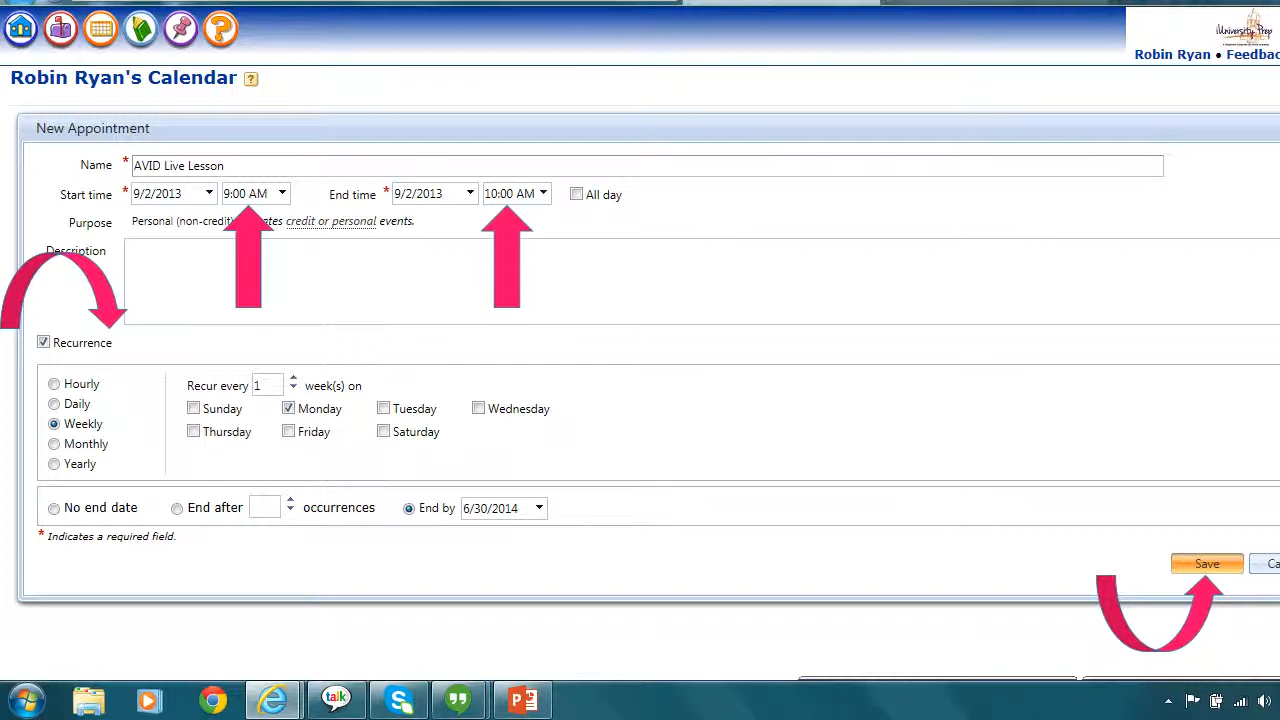 iUniversity Prep
Robin Ryan • Feedbac
Robin Ryan's Calendar ?
New Appointment
Name * AVID Live Lesson
Start time * 9/2/2013 9:00 AM End time * 9/2/2013 10:00 AM All day
Purpose Personal (non-credit) ates credit or personal events.
Description
Recurrence
Hourly
Daily
Weekly
Monthly
Yearly
Recur every 1 week(s) on
Sunday Monday Tuesday Wednesday
Thursday Friday Saturday
No end date End after occurrences End by 6/30/2014
* Indicates a required field.
Save Ca
talk